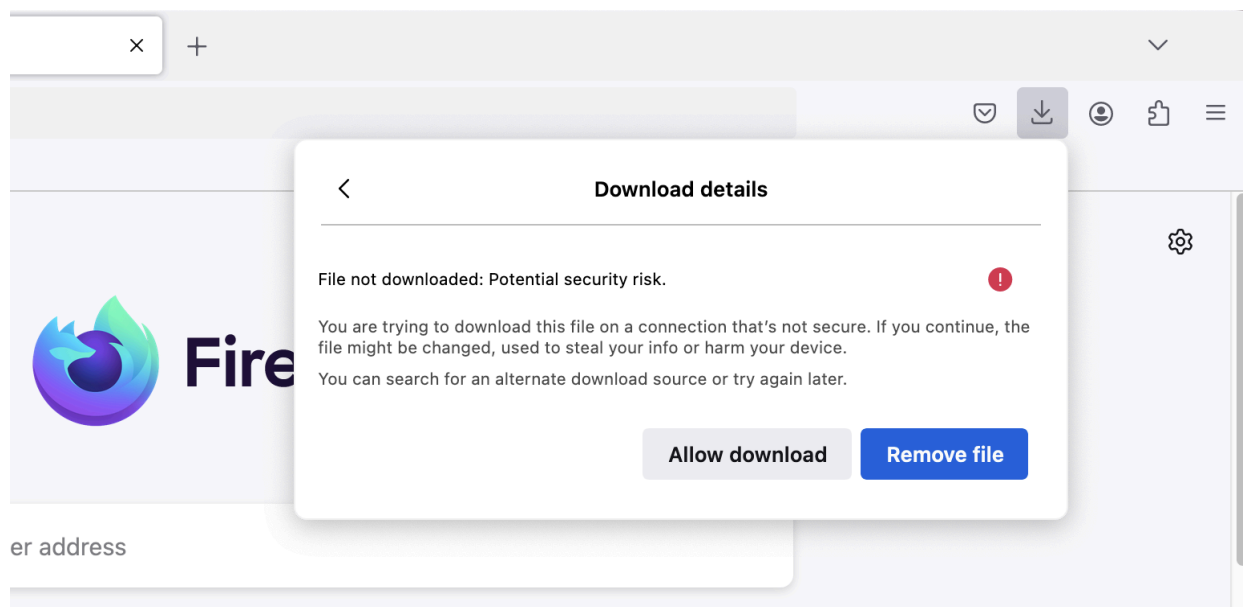 Download details
File not downloaded: Potential security risk.
You are trying to download this file on a connection that’s not secure. If you continue, the
file might be changed, used to steal your info or harm your device.
You can search for an alternate download source or try again later.
Fire
Allow download
Remove file
er address